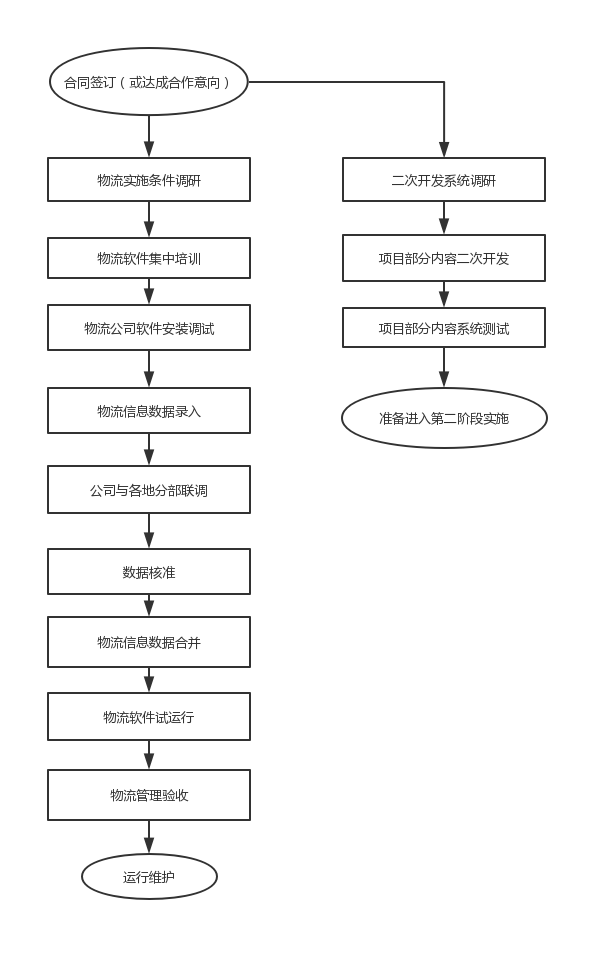 合同签订（或达成合作意向）
物流实施条件调研
物流软件集中培训
物流公司软件安装调试
物流信息数据录入
公司与各地分部联调
数据核准
物流信息数据合并
物流软件试运行
物流管理验收
运行维护
二次开发系统调研
项目部分内容二次开发
项目部分内容系统测试
准备进入第二阶段实施